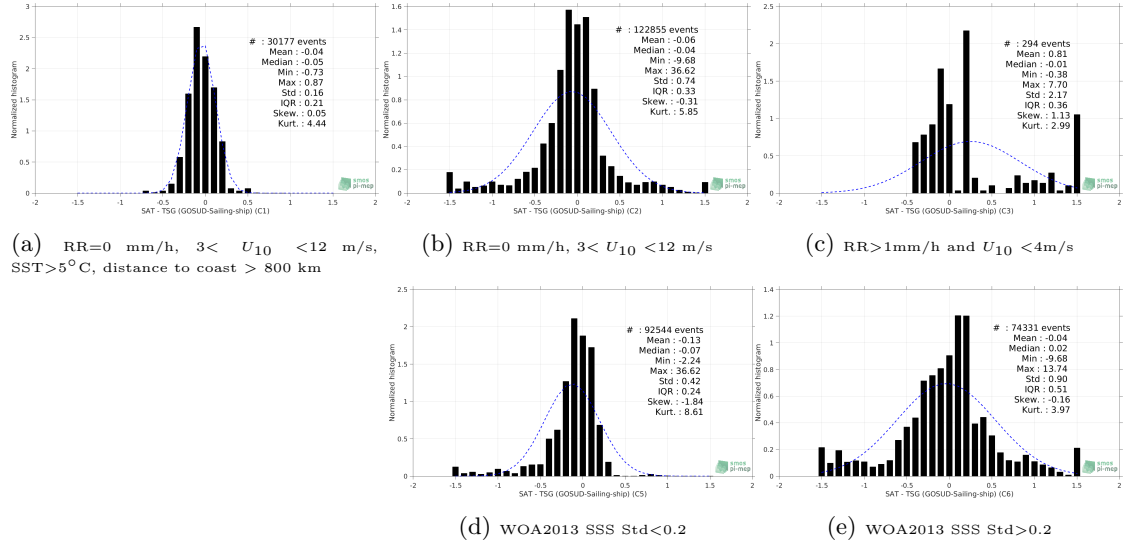 3
2.5
2
1.5
1
0.5
0
-2
-1.5
-1
-0.5
0
0.5
1
1.5
2
Normalized histogram
SAT - TSG (GOSUD-Sailing-ship) (C1)
# : 30177 events
Mean : -0.04
Median : -0.05
Min : -0.73
Max : 0.87
Std : 0.16
IQR : 0.21
Skew. : 0.05
Kurt. : 4.44
smos
pi-mep
(a) RR=0 mm/h, 3< U10 <12 m/s,
SST>5°C, distance to coast > 800 km
1.6
1.4
1.2
1
0.8
0.6
0.4
0.2
0
-2
-1.5
-1
-0.5
0
0.5
1
1.5
2
Normalized histogram
SAT - TSG (GOSUD-Sailing-ship) (C2)
# : 122855 events
Mean : -0.06
Median : -0.04
Min : -9.68
Max : 36.62
Std : 0.74
IQR : 0.33
Skew. : -0.31
Kurt. : 5.85
smos
pi-mep
(b) RR=0 mm/h, 3< U10 <12 m/s
2.5
2
1.5
1
0.5
0
-2
-1.5
-1
-0.5
0
0.5
1
1.5
2
Normalized histogram
SAT - TSG (GOSUD-Sailing-ship) (C3)
# : 294 events
Mean : 0.81
Median : -0.01
Min : -0.38
Max : 7.70
Std : 2.17
IQR : 0.36
Skew. : 1.13
Kurt. : 2.99
smos
pi-mep
(c) RR>1mm/h and U10 <4m/s
2.5
2
1.5
1
0.5
0
-2
-1.5
-1
-0.5
0
0.5
1
1.5
2
Normalized histogram
SAT - TSG (GOSUD-Sailing-ship) (C5)
# : 92544 events
Mean : -0.13
Median : -0.07
Min : -2.24
Max : 36.62
Std : 0.42
IQR : 0.24
Skew. : -1.84
Kurt. : 8.61
smos
pi-mep
(d) WOA2013 SSS Std<0.2
1.4
1.2
1
0.8
0.6
0.4
0.2
0
-2
-1.5
-1
-0.5
0
0.5
1
1.5
2
Normalized histogram
SAT - TSG (GOSUD-Sailing-ship) (C6)
# : 74331 events
Mean : -0.04
Median : 0.02
Min : -9.68
Max : 13.74
Std : 0.90
IQR : 0.51
Skew. : -0.16
Kurt. : 3.97
smos
pi-mep
(e) WOA2013 SSS Std>0.2